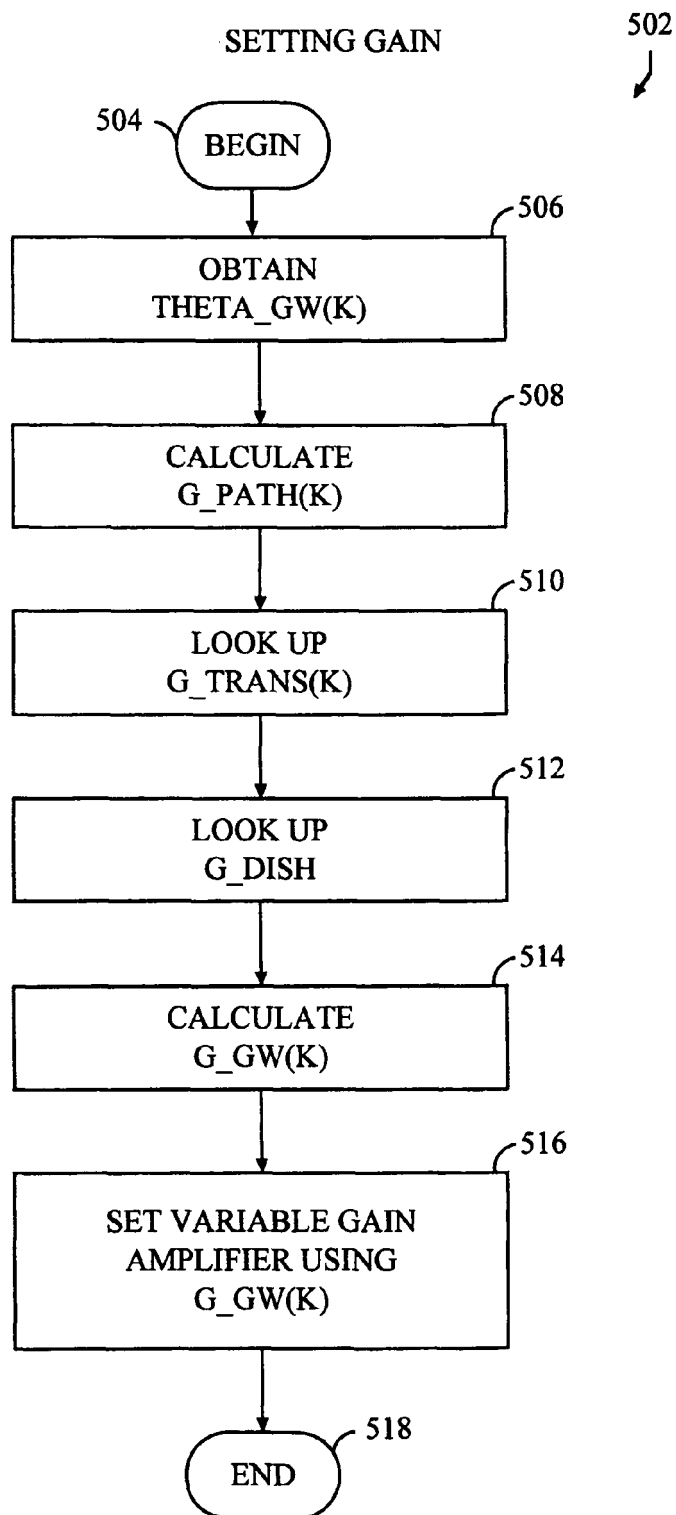 SETTING GAIN
502
504
BEGIN
506
OBTAIN
THETA_GW(K)
508
CALCULATE
G_PATH(K)
510
LOOK UP
G_TRANS(K)
512
LOOK UP
G_DISH
514
CALCULATE
G_GW(K)
516
SET VARIABLE GAIN
AMPLIFIER USING
G_GW(K)
518
END